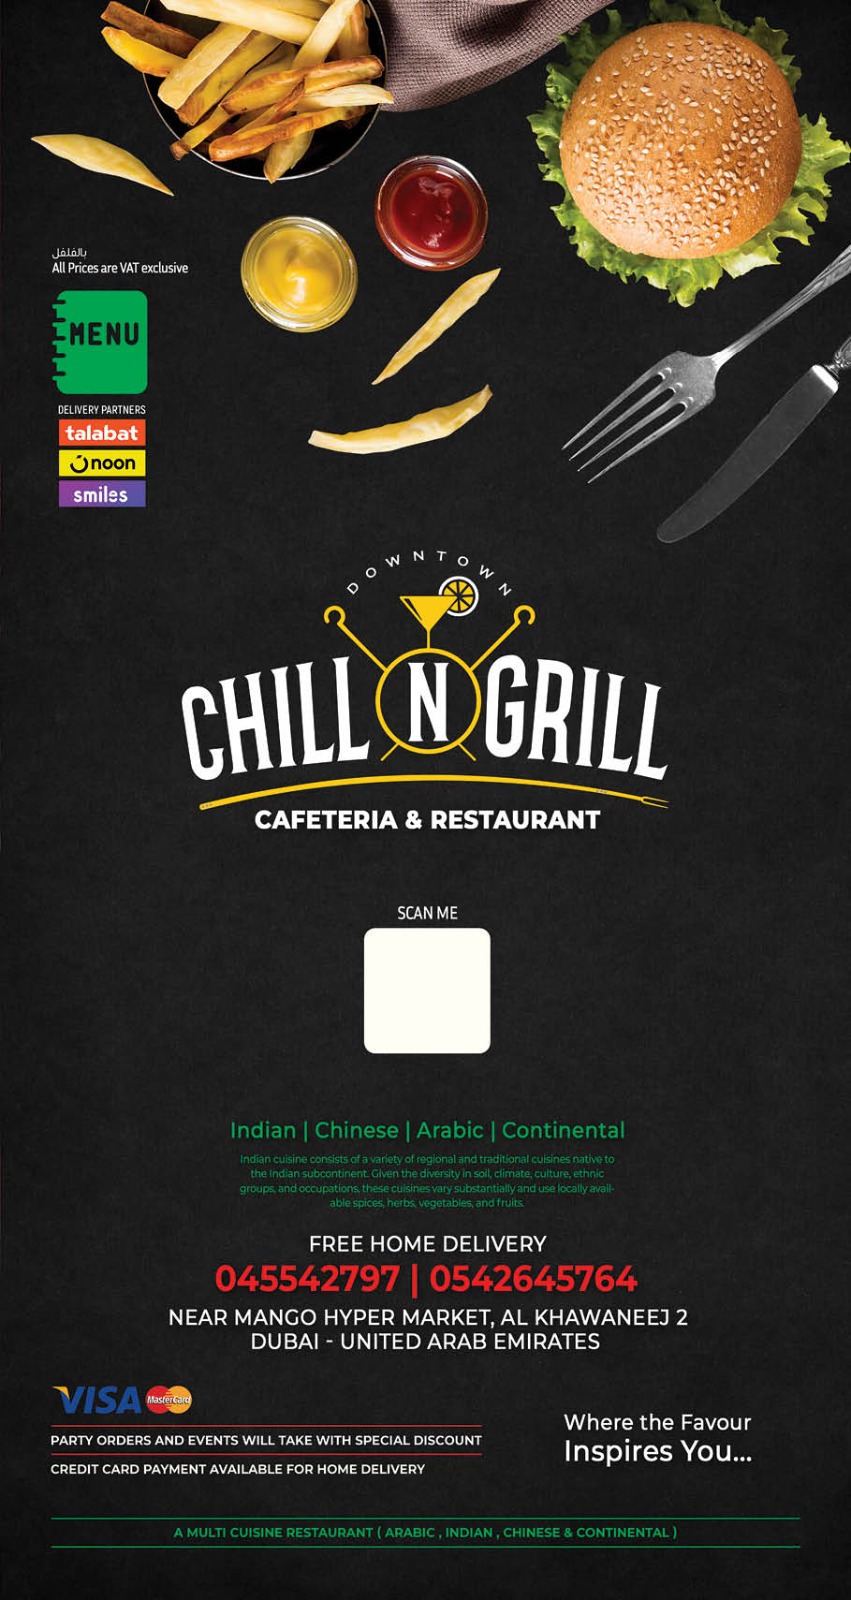 بالفلفل
All Prices are VAT exclusive
MENU
DELIVERY PARTNERS
talabat
noon
smiles
DOWNTOWN
CHILL N GRILL
CAFETERIA & RESTAURANT
SCAN ME
Indian | Chinese | Arabic | Continental
Indian cuisine consists of a variety of regional and traditional cuisines native to
the Indian subcontinent. Given the diversity in soil, climate, culture, ethnic
groups, and occupations, these cuisines vary substantially and use locally avail-
able spices, herbs, vegetables, and fruits.
FREE HOME DELIVERY
045542797 | 0542645764
NEAR MANGO HYPER MARKET, AL KHAWANEEJ 2
DUBAI - UNITED ARAB EMIRATES
VISA MasterCard
PARTY ORDERS AND EVENTS WILL TAKE WITH SPECIAL DISCOUNT
CREDIT CARD PAYMENT AVAILABLE FOR HOME DELIVERY
Where the Favour
Inspires You...
A MULTI CUISINE RESTAURANT ( ARABIC , INDIAN , CHINESE & CONTINENTAL )